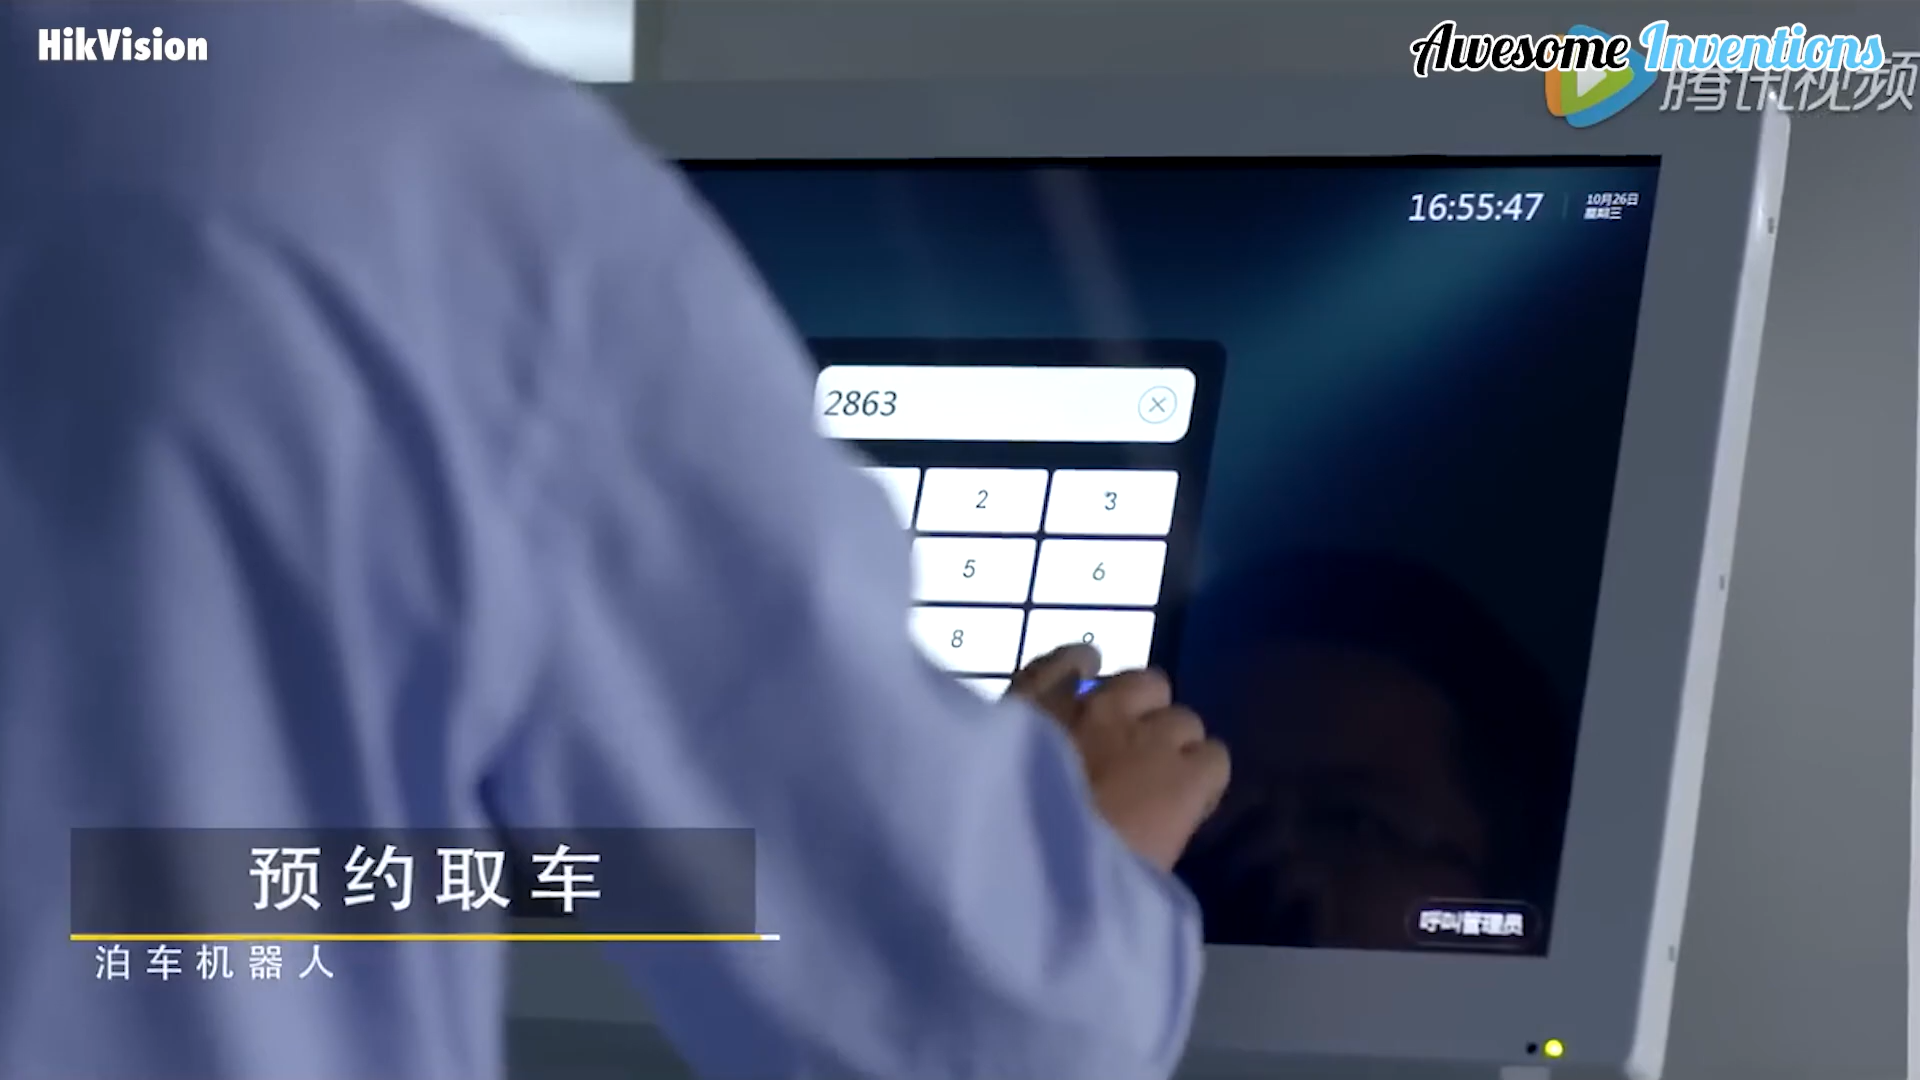 HikVision
Awesome Inventions
腾讯视频
16:55:47
10月26日
星期三
2863
2
3
5
6
8
9
呼叫管理员
预约取车
泊车机器人